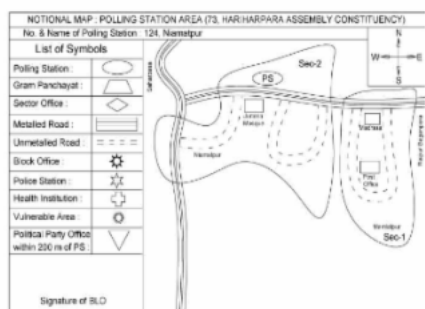 NOTIONAL MAP : POLLING STATION AREA (73, HARIHARPARA ASSEMBLY CONSTITUENCY)
No. & Name of Polling Station : 124, Niamatpur
List of Symbols
Polling Station :
Gram Panchayat :
Sector Office :
Metalled Road :
Unmetalled Road :
Block Office :
Police Station :
Health Institution :
Vulnerable Area :
Political Party Office
within 200 m of PS :
Signature of BLO
N
W
E
S
Sec-2
PS
Mosque
Niamatpur
Post
Office
Sec-1